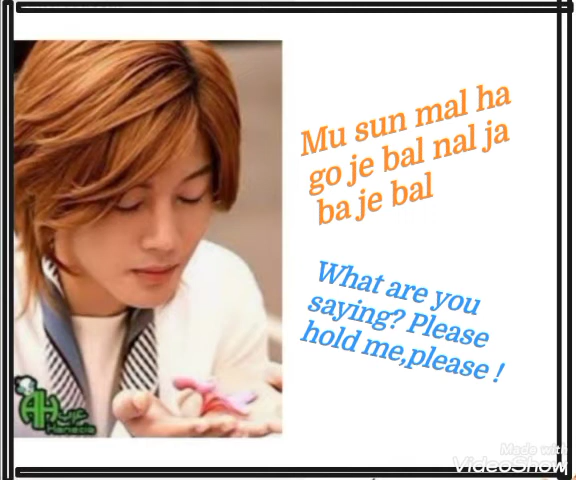 Mu sun mal ha
go je bal nal ja
ba je bal
What are you
saying? Please
hold me,please !
Made with
VideoShow